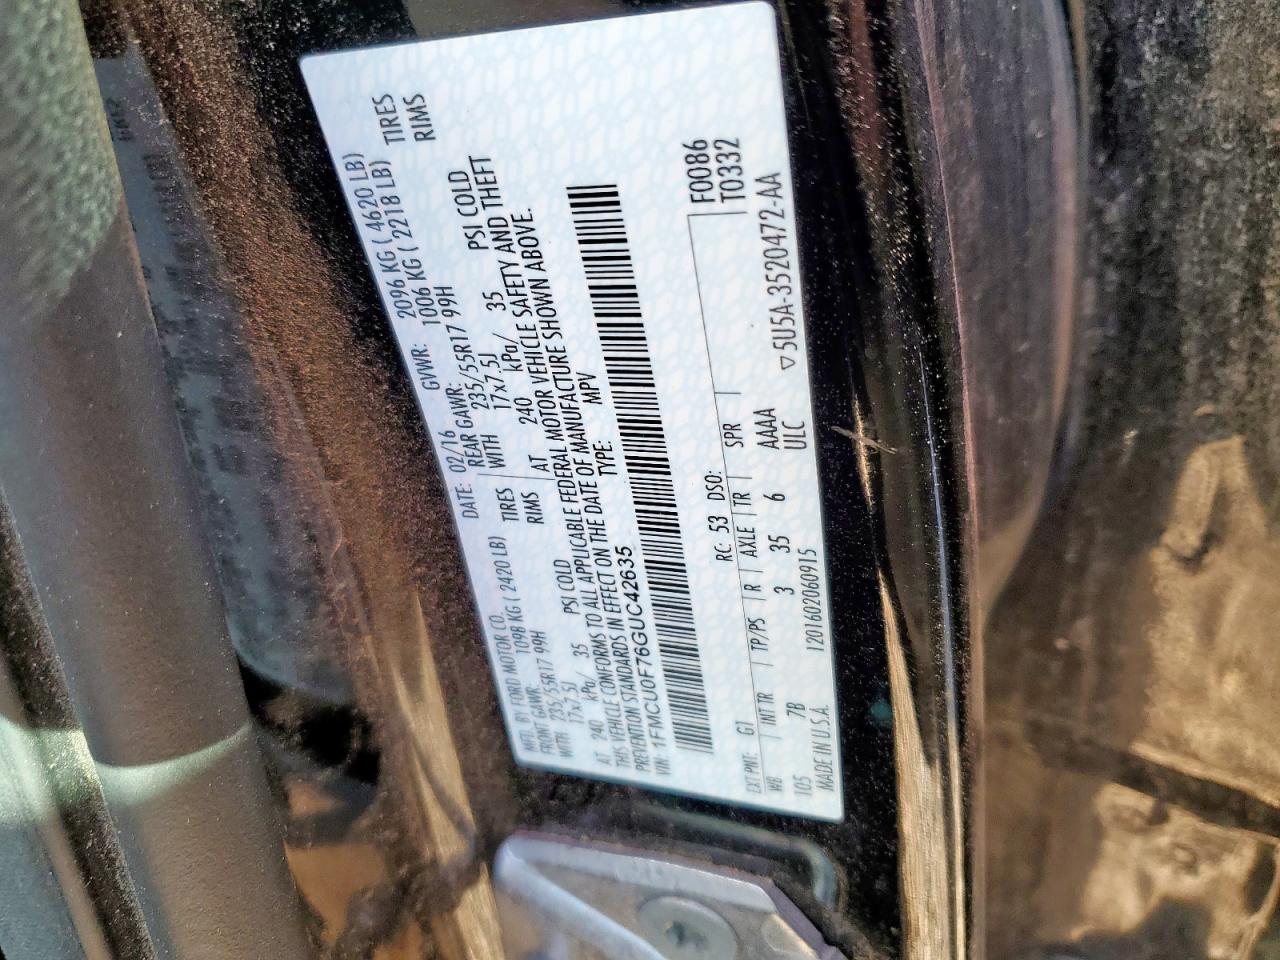 MFD. BY FORD MOTOR CO. DATE: 02/16 GVWR: 2096 KG ( 4620 LB)
FRONT GAWR: 1098 KG ( 2420 LB) REAR GAWR: 1006 KG ( 2218 LB)
WITH 235/55R17 99H TIRES WITH 235/55R17 99H TIRES
17x7.5J RIMS 17x7.5J RIMS
AT 240 kPa/ 35 PSI COLD AT 240 kPa/ 35 PSI COLD
THIS VEHICLE CONFORMS TO ALL APPLICABLE FEDERAL MOTOR VEHICLE SAFETY AND THEFT
PREVENTION STANDARDS IN EFFECT ON THE DATE OF MANUFACTURE SHOWN ABOVE.
VIN: 1FMCU0F76GUC42635 TYPE: MPV
F0086
T0332
EXT PNT: G1 RC: 53 DSO:
WB INT TR TP/PS R AXLE TR SPR
105 7B 3 35 6 AAAA
ULC
MADE IN U.S.A. 1201602060915 ▽5U5A-3520472-AA